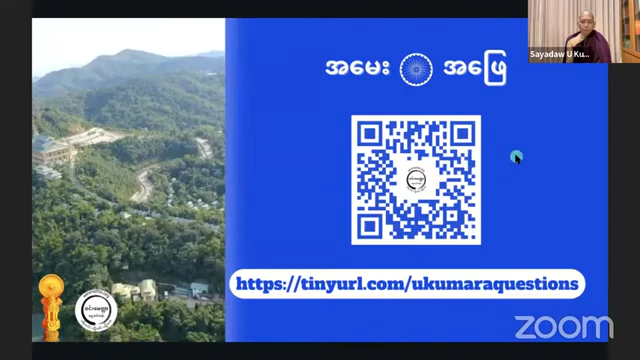 Sayadaw U Ku...
အမေး အဖြေ
https://tinyurl.com/ukumaraquestions
zoom